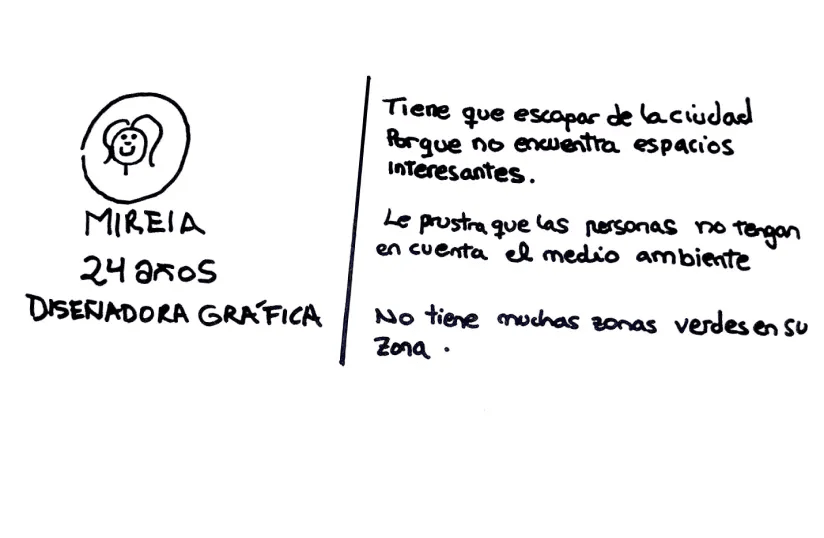 MIREIA
24 años
DISEÑADORA GRÁFICA
Tiene que escapar de la ciudad
Porque no encuentra espacios
interesantes.
Le frustra que las personas no tengan
en cuenta el medio ambiente
No tiene muchas zonas verdes en su
zona.